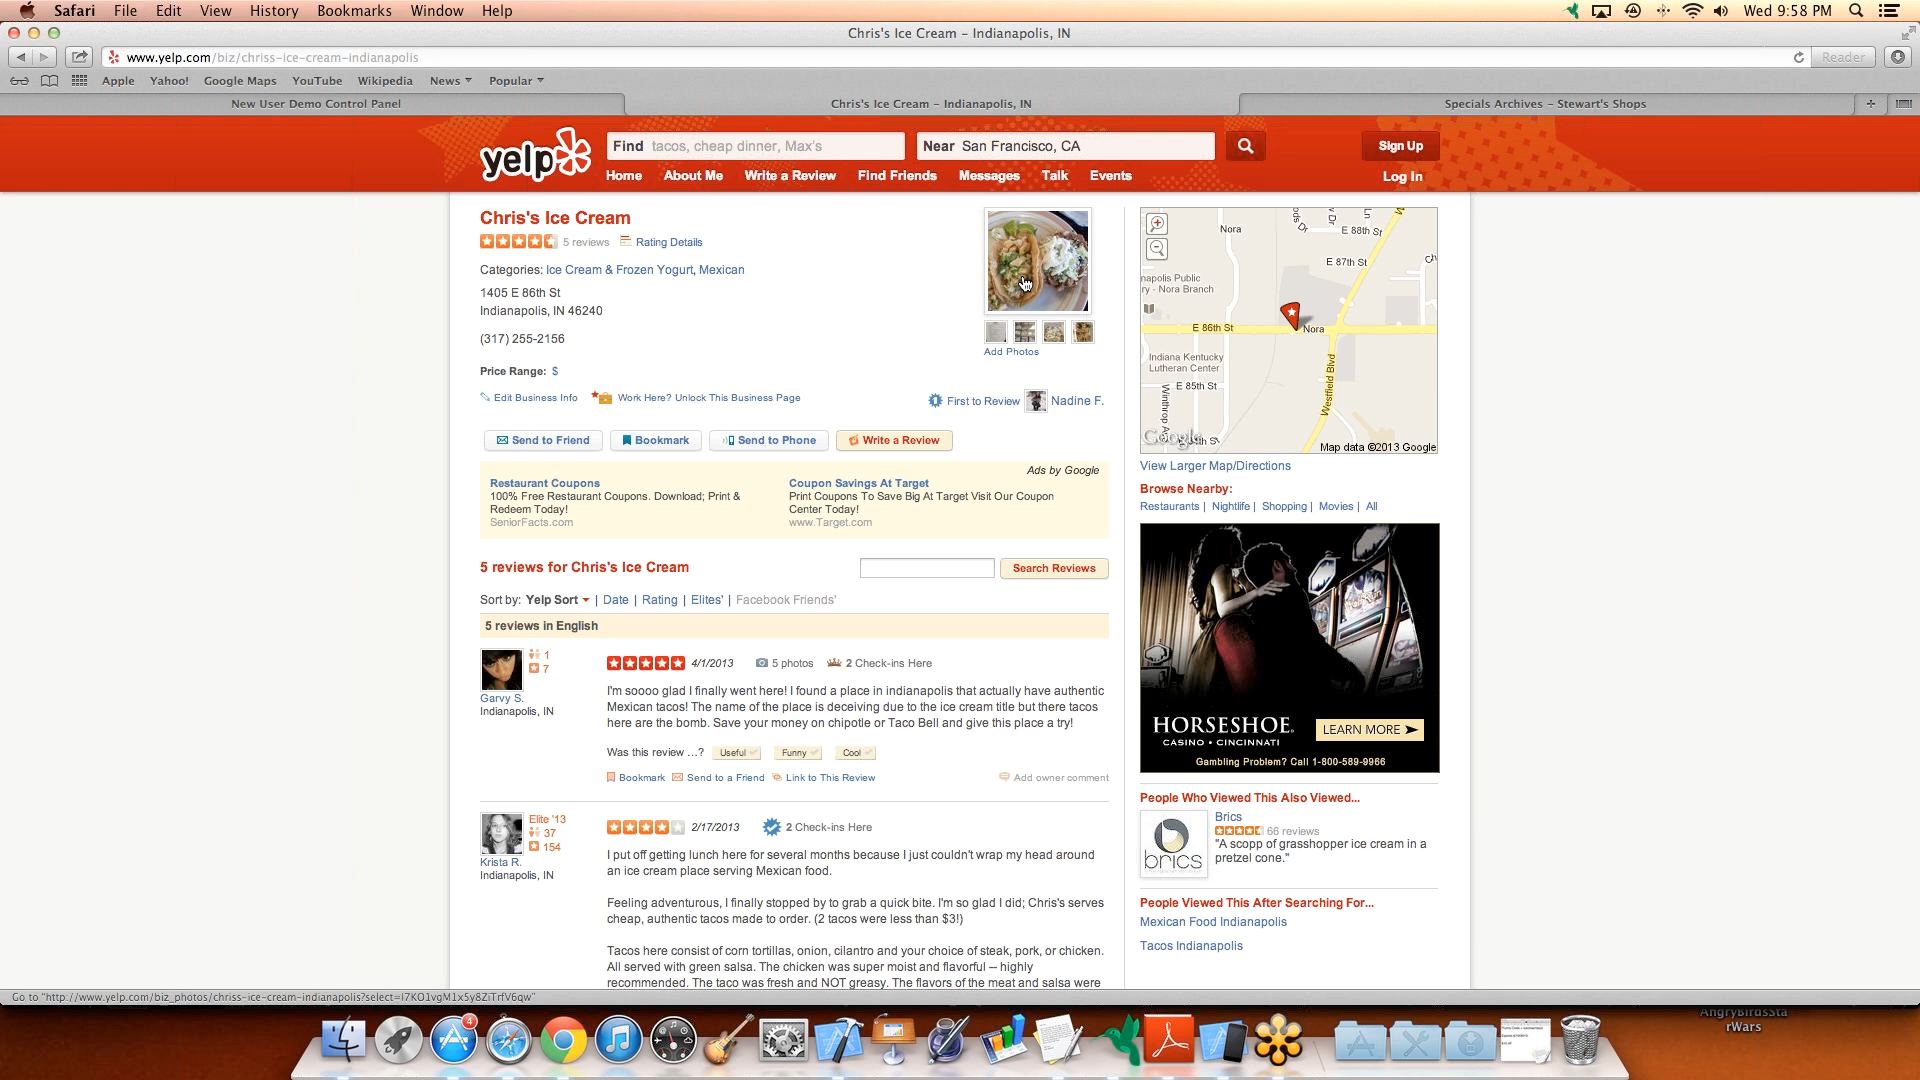 Safari File Edit View History Bookmarks Window Help Wed 9:58 PM
Chris's Ice Cream – Indianapolis, IN
www.yelp.com/biz/chriss-ice-cream-indianapolis Reader
Apple Yahoo! Google Maps YouTube Wikipedia News Popular
New User Demo Control Panel Chris's Ice Cream – Indianapolis, IN Specials Archives – Stewart's Shops
yelp Find tacos, cheap dinner, Max's Near San Francisco, CA Sign Up
Home About Me Write a Review Find Friends Messages Talk Events Log In
Chris's Ice Cream
5 reviews Rating Details
Categories: Ice Cream & Frozen Yogurt, Mexican
1405 E 86th St
Indianapolis, IN 46240
(317) 255-2156
Add Photos
Price Range: $
Edit Business Info Work Here? Unlock This Business Page
First to Review Nadine F.
Send to Friend Bookmark Send to Phone Write a Review
Ads by Google
Restaurant Coupons
100% Free Restaurant Coupons. Download; Print &
Redeem Today!
SeniorFacts.com
Coupon Savings At Target
Print Coupons To Save Big At Target Visit Our Coupon
Center Today!
www.Target.com
5 reviews for Chris's Ice Cream Search Reviews
Sort by: Yelp Sort | Date | Rating | Elites' | Facebook Friends'
5 reviews in English
1
7
Garvy S.
Indianapolis, IN
4/1/2013 5 photos 2 Check-ins Here
I'm soooo glad I finally went here! I found a place in indianapolis that actually have authentic
Mexican tacos! The name of the place is deceiving due to the ice cream title but there tacos
here are the bomb. Save your money on chipotle or Taco Bell and give this place a try!
Was this review ...? Useful Funny Cool
Bookmark Send to a Friend Link to This Review Add owner comment
Elite '13
37
154
Krista R.
Indianapolis, IN
2/17/2013 2 Check-ins Here
I put off getting lunch here for several months because I just couldn't wrap my head around
an ice cream place serving Mexican food.
Feeling adventurous, I finally stopped by to grab a quick bite. I'm so glad I did; Chris's serves
cheap, authentic tacos made to order. (2 tacos were less than $3!)
Tacos here consist of corn tortillas, onion, cilantro and your choice of steak, pork, or chicken.
All served with green salsa. The chicken was super moist and flavorful -- highly
recommended. The taco was fresh and NOT greasy. The flavors of the meat and salsa were
Nora
E 88th St
E 87th St
napolis Public
ry - Nora Branch
E 86th St
Nora
Indiana Kentucky
Lutheran Center
E 85th St
Winthrop Av
Westfield Blvd
Google
Map data ©2013 Google
View Larger Map/Directions
Browse Nearby:
Restaurants | Nightlife | Shopping | Movies | All
HORSESHOE.
CASINO • CINCINNATI
LEARN MORE
Gambling Problem? Call 1-800-589-9966
People Who Viewed This Also Viewed...
brics
Brics
66 reviews
"A scopp of grasshopper ice cream in a
pretzel cone."
People Viewed This After Searching For...
Mexican Food Indianapolis
Tacos Indianapolis
Go to "http://www.yelp.com/biz_photos/chriss-ice-cream-indianapolis?select=I7KO1vgM1x5y8ZiTrfV6qw"
4
AngryBirdsSta
rWars